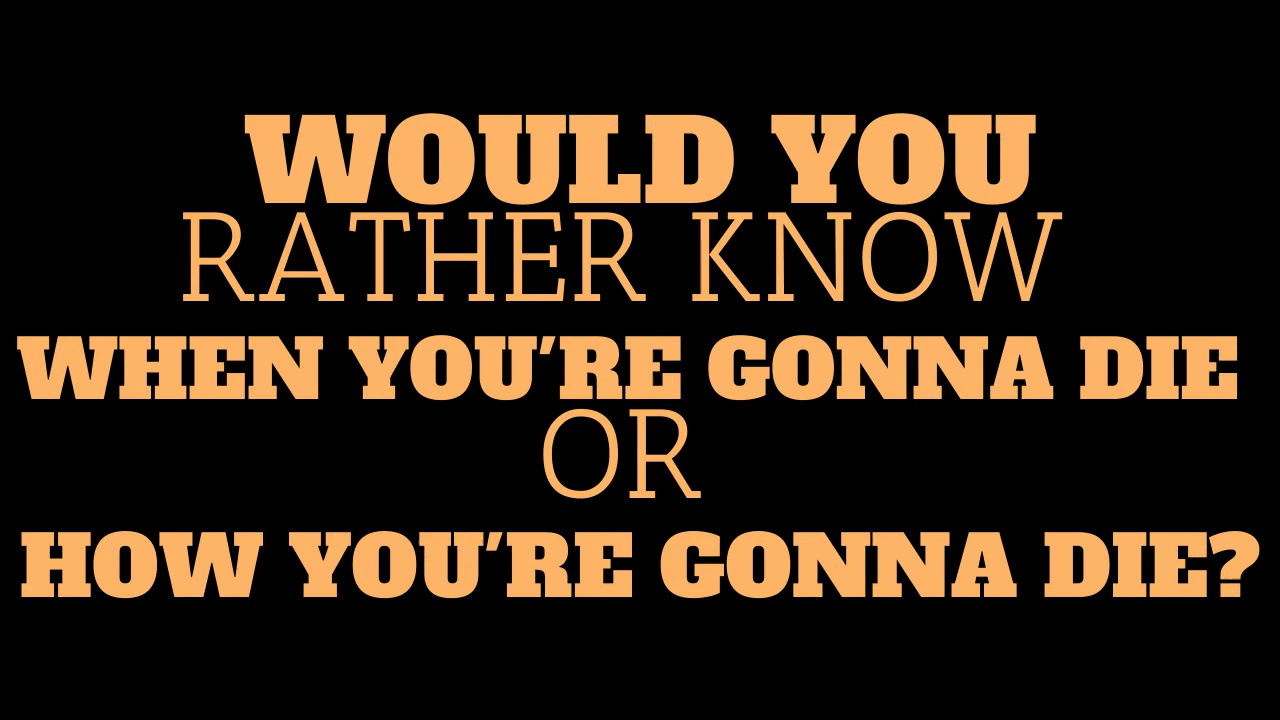 WOULD YOU
RATHER KNOW
WHEN YOU'RE GONNA DIE
OR
HOW YOU'RE GONNA DIE?